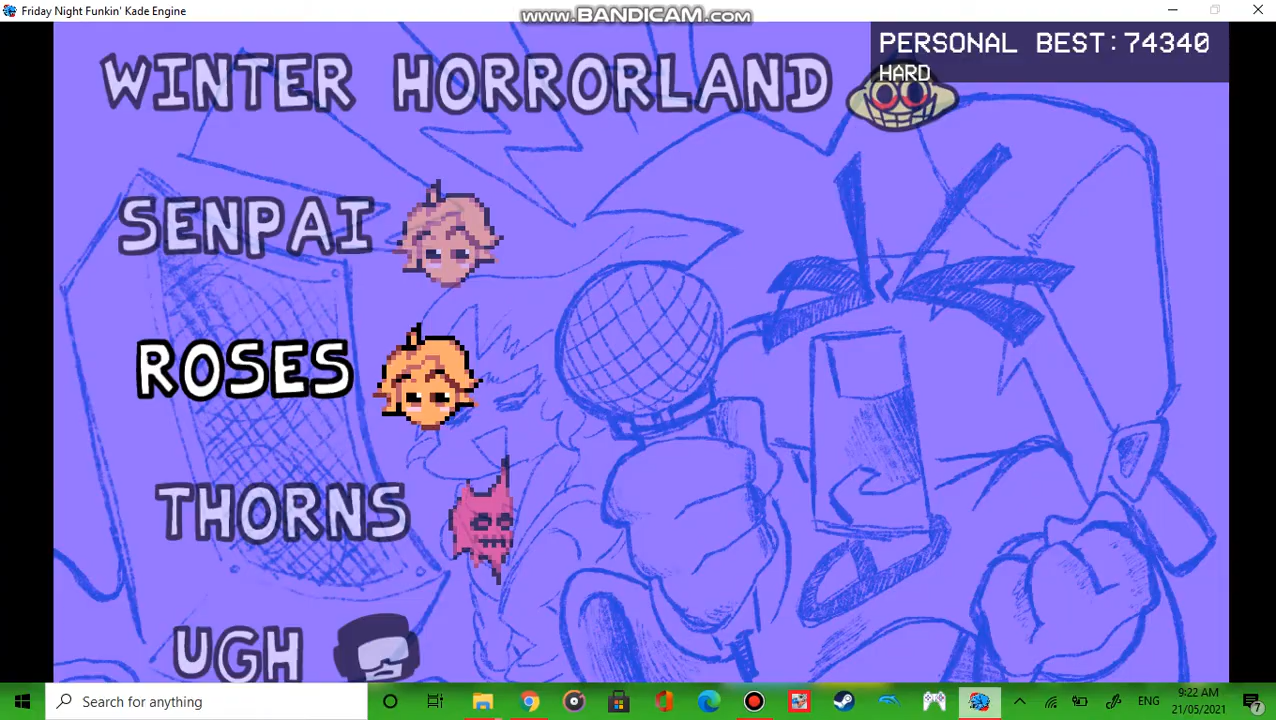 Friday Night Funkin' Kade Engine
www.BANDICAM.com
PERSONAL BEST:74340
HARD
WINTER HORRORLAND
SENPAI
ROSES
THORNS
UGH
Search for anything
ENG
9:22 AM
21/05/2021
7